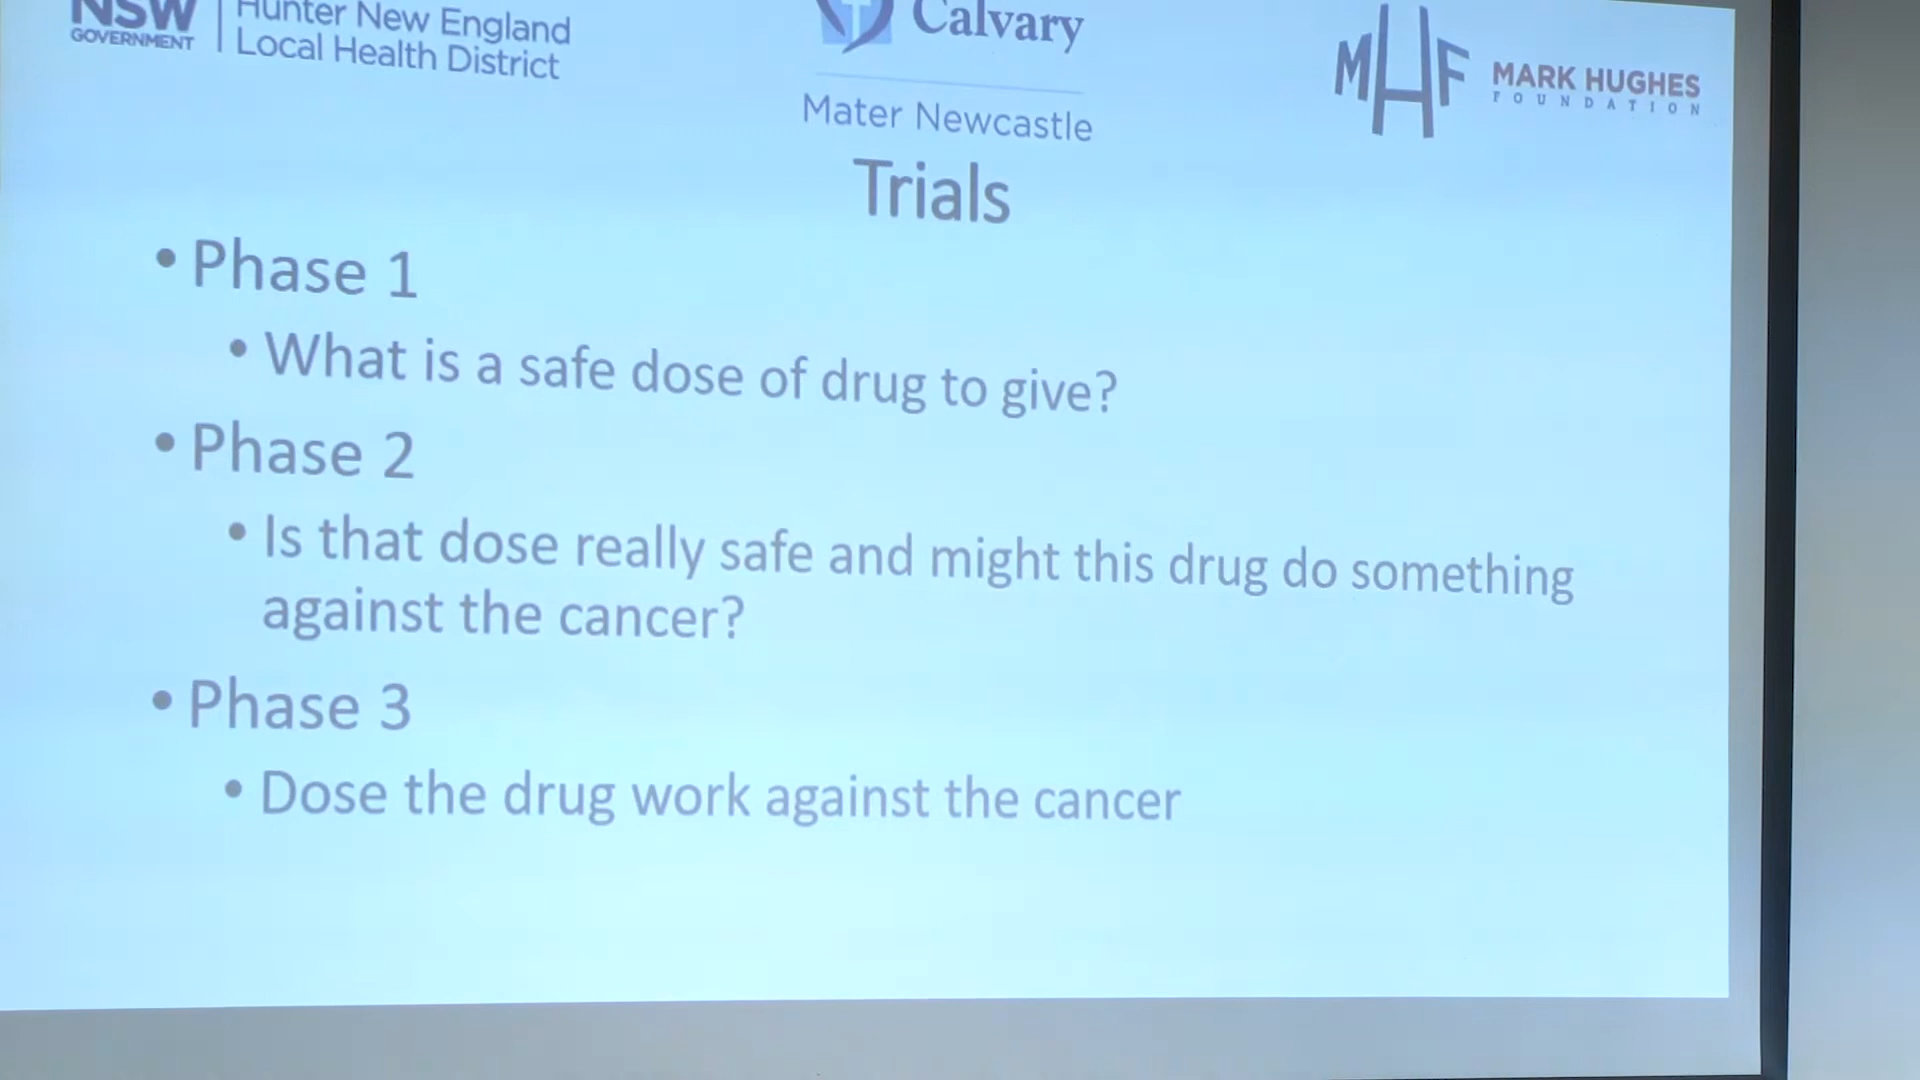 NSW
GOVERNMENT
Hunter New England
Local Health District
Calvary
Mater Newcastle
MHF
MARK HUGHES
FOUNDATION
Trials
• Phase 1
• What is a safe dose of drug to give?
• Phase 2
• Is that dose really safe and might this drug do something
against the cancer?
• Phase 3
• Dose the drug work against the cancer